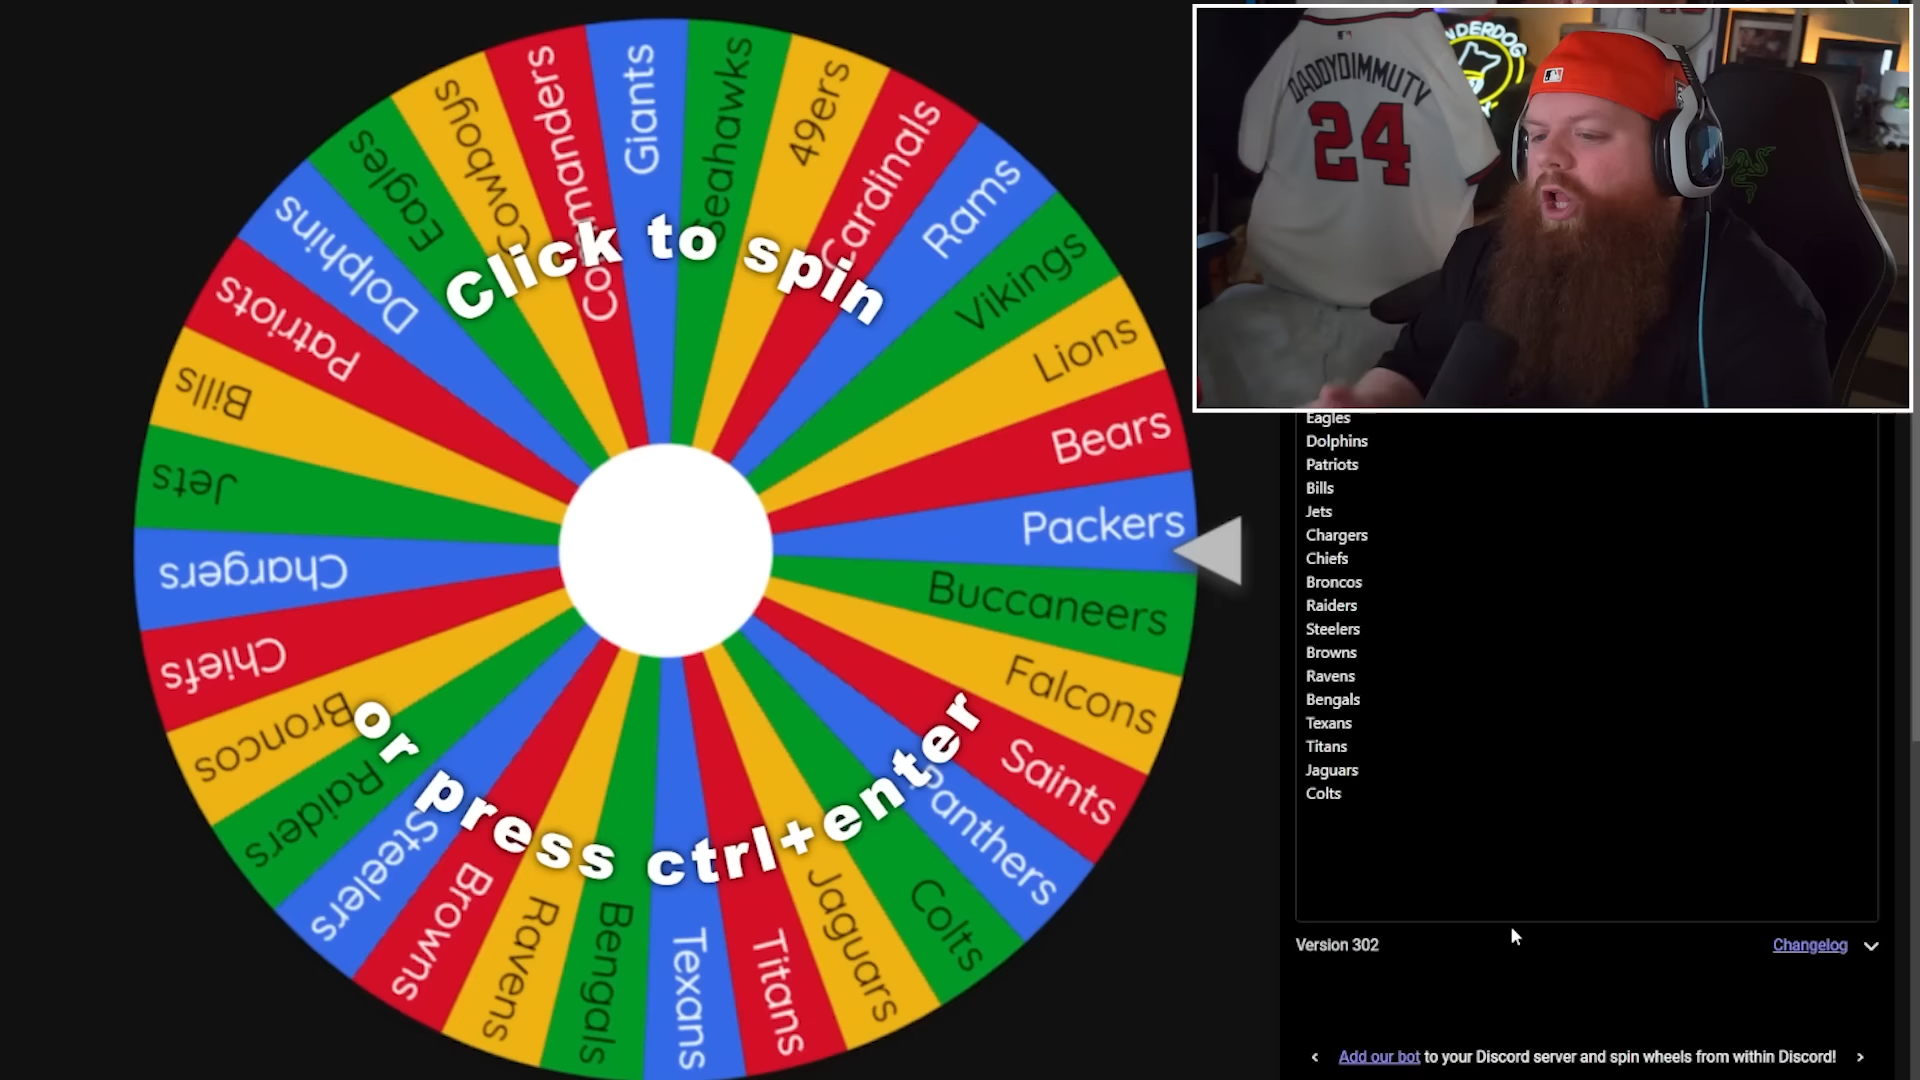 Click to spin
or press ctrl+enter
Giants
Seahawks
49ers
Cardinals
Rams
Vikings
Lions
Bears
Packers
Buccaneers
Falcons
Saints
Panthers
Colts
Jaguars
Titans
Texans
Bengals
Ravens
Browns
Steelers
Raiders
Broncos
Chiefs
Chargers
Jets
Bills
Patriots
Dolphins
Eagles
Cowboys
Commanders
DADDYDIMMUTV
24
NDERDOG
Eagles
Dolphins
Patriots
Bills
Jets
Chargers
Chiefs
Broncos
Raiders
Steelers
Browns
Ravens
Bengals
Texans
Titans
Jaguars
Colts
Version 302
Changelog
Add our bot to your Discord server and spin wheels from within Discord!